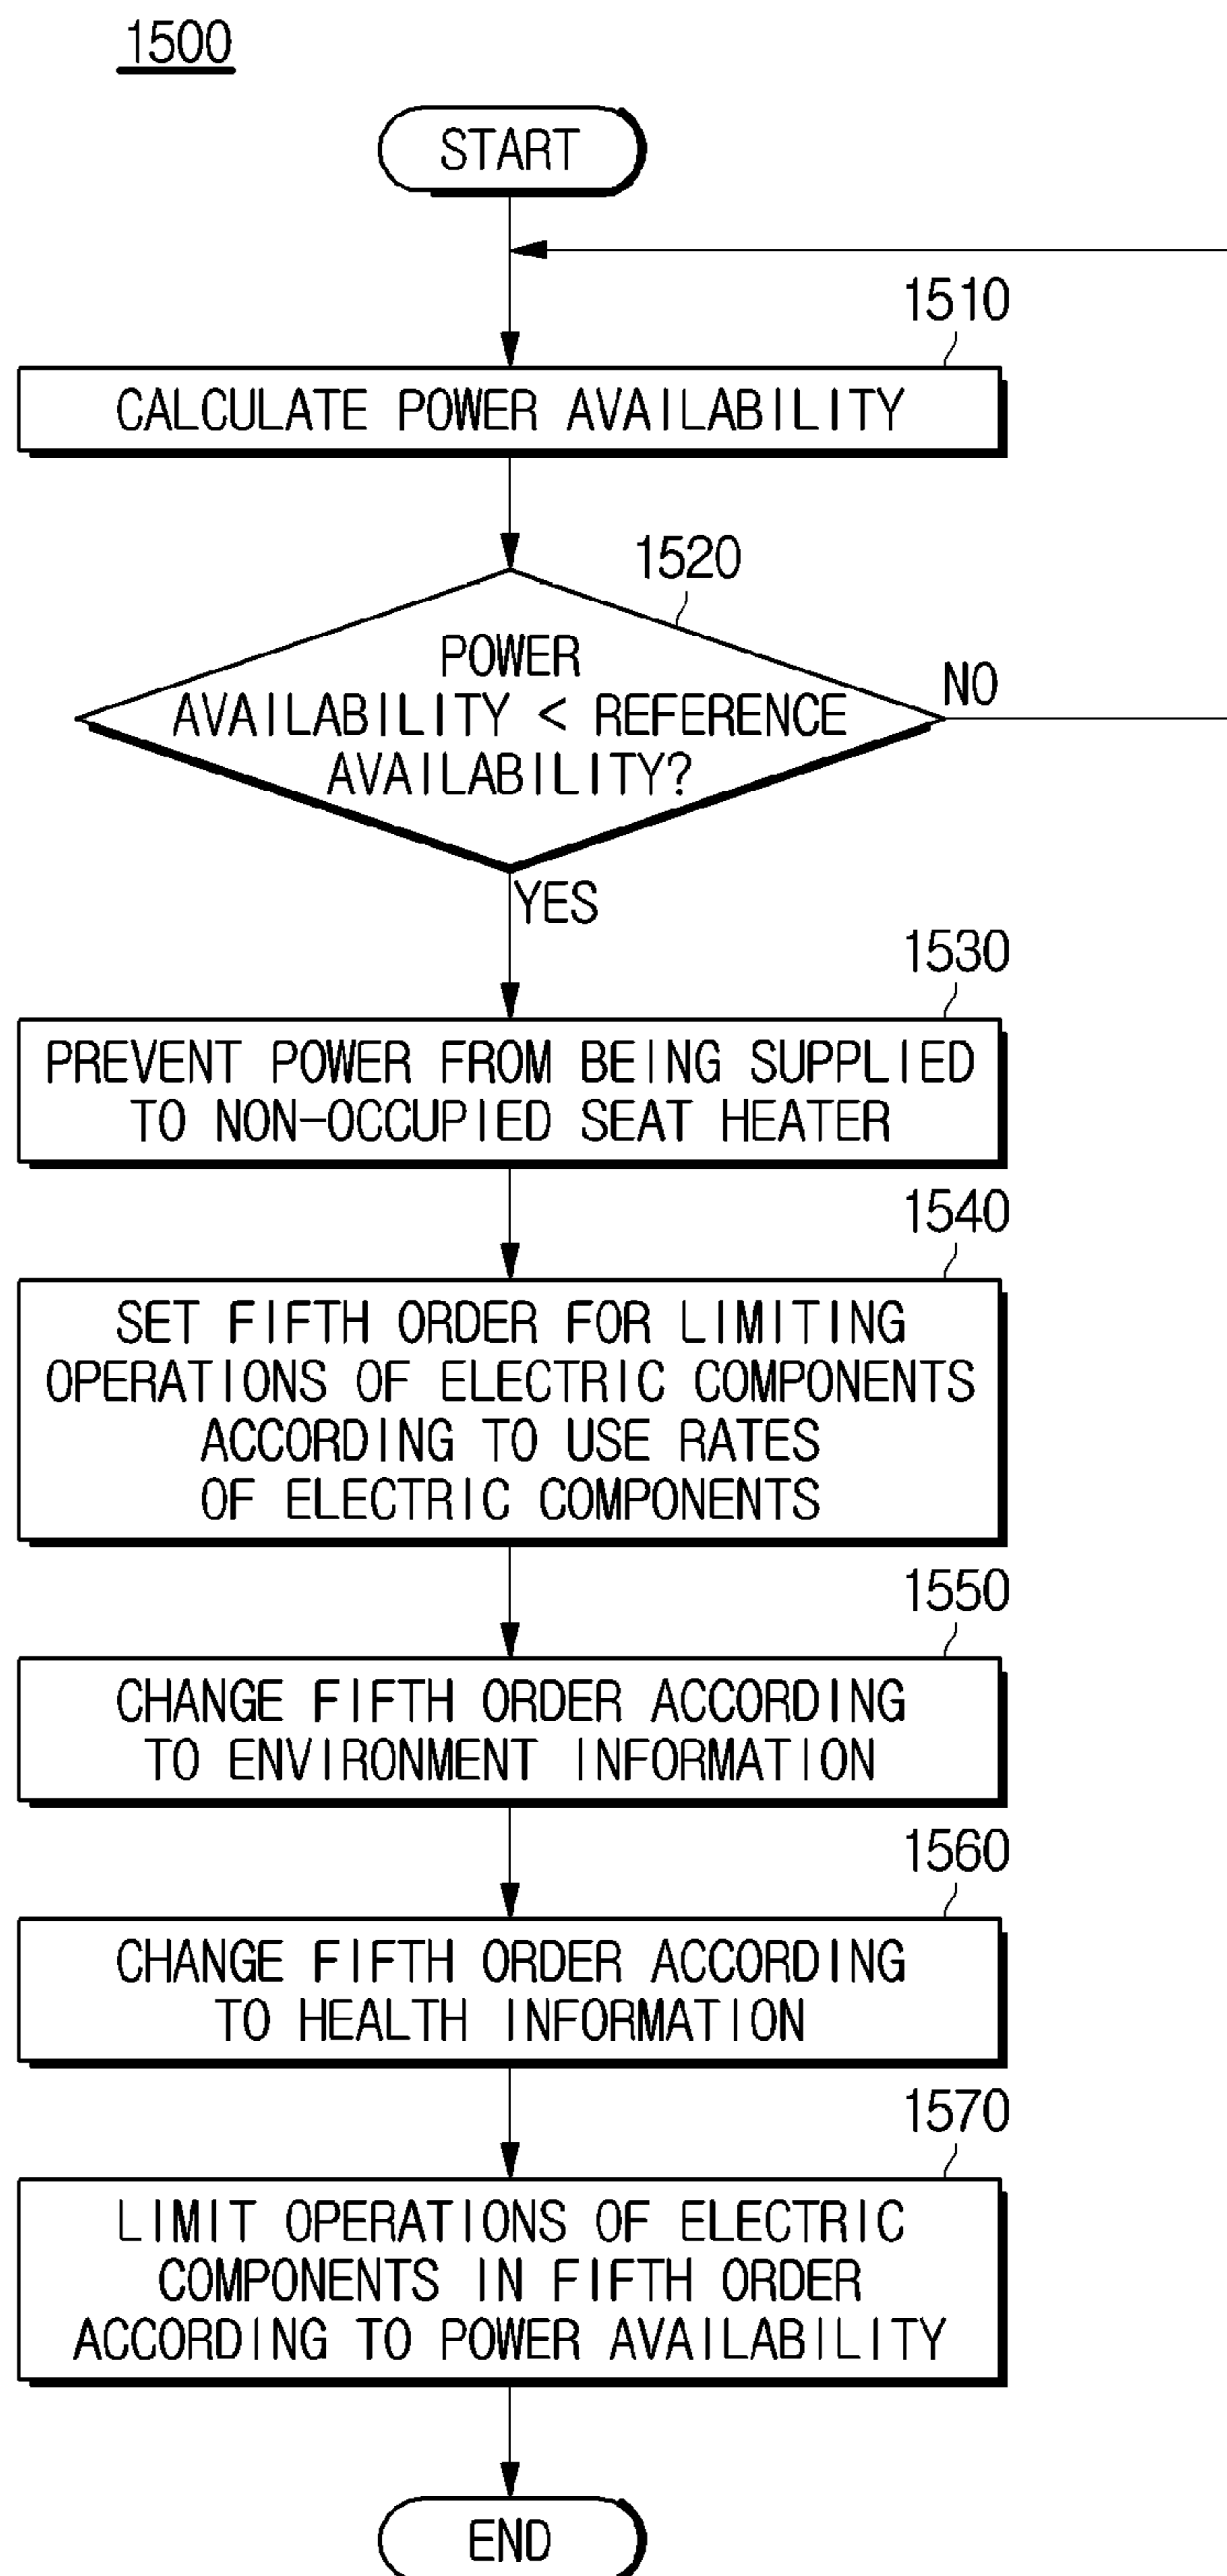 1500
START
1510
CALCULATE POWER AVAILABILITY
1520
POWER
AVAILABILITY < REFERENCE
AVAILABILITY?
NO
YES
1530
PREVENT POWER FROM BEING SUPPLIED
TO NON-OCCUPIED SEAT HEATER
1540
SET FIFTH ORDER FOR LIMITING
OPERATIONS OF ELECTRIC COMPONENTS
ACCORDING TO USE RATES
OF ELECTRIC COMPONENTS
1550
CHANGE FIFTH ORDER ACCORDING
TO ENVIRONMENT INFORMATION
1560
CHANGE FIFTH ORDER ACCORDING
TO HEALTH INFORMATION
1570
LIMIT OPERATIONS OF ELECTRIC
COMPONENTS IN FIFTH ORDER
ACCORDING TO POWER AVAILABILITY
END